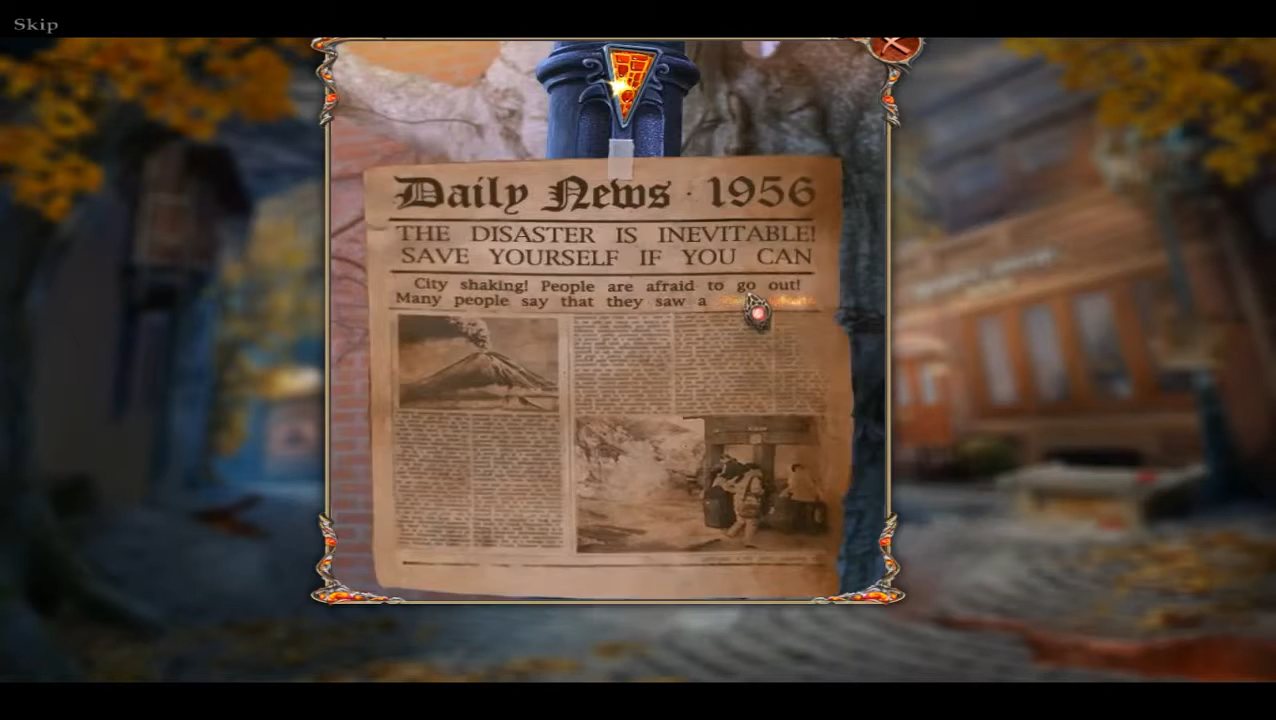 Skip
Daily News · 1956
THE DISASTER IS INEVITABLE!
SAVE YOURSELF IF YOU CAN
City shaking! People are afraid to go out!
Many people say that they saw a